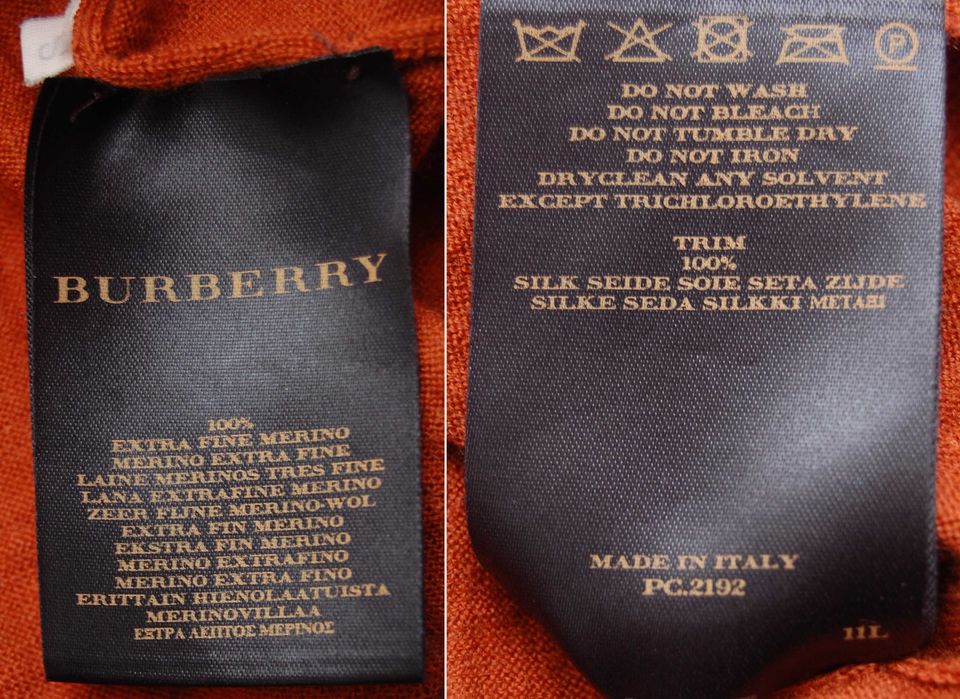 BURBERRY
100%
EXTRA FINE MERINO
MERINO EXTRA FINE
LAINE MERINOS TRES FINE
LANA EXTRAFINE MERINO
ZEER FIJNE MERINO-WOL
EXTRA FIN MERINO
EKSTRA FIN MERINO
MERINO EXTRAFINO
MERINO EXTRA FINO
ERITTAIN HIENOLAATUISTA
MERINOVILLAA
ΕΞΤΡΑ ΛΕΠΤΟΣ ΜΕΡΙΝΟΣ
P
DO NOT WASH
DO NOT BLEACH
DO NOT TUMBLE DRY
DO NOT IRON
DRYCLEAN ANY SOLVENT
EXCEPT TRICHLOROETHYLENE
TRIM
100%
SILK SEIDE SOIE SETA ZIJDE
SILKE SEDA SILKKI ΜΕΤΑΞΙ
MADE IN ITALY
PC.2192
11L